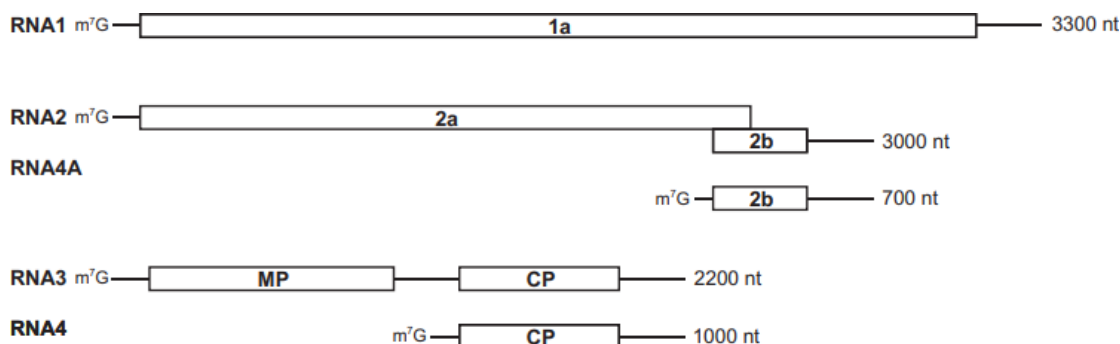 RNA1 m⁷G 1a 3300 nt
RNA2 m⁷G 2a
2b 3000 nt
RNA4A
m⁷G 2b 700 nt
RNA3 m⁷G MP CP 2200 nt
RNA4 m⁷G CP 1000 nt